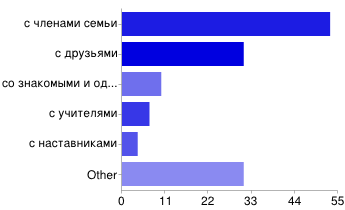 с членами семьи
с друзьями
со знакомыми и од...
с учителями
с наставниками
Other
0 11 22 33 44 55